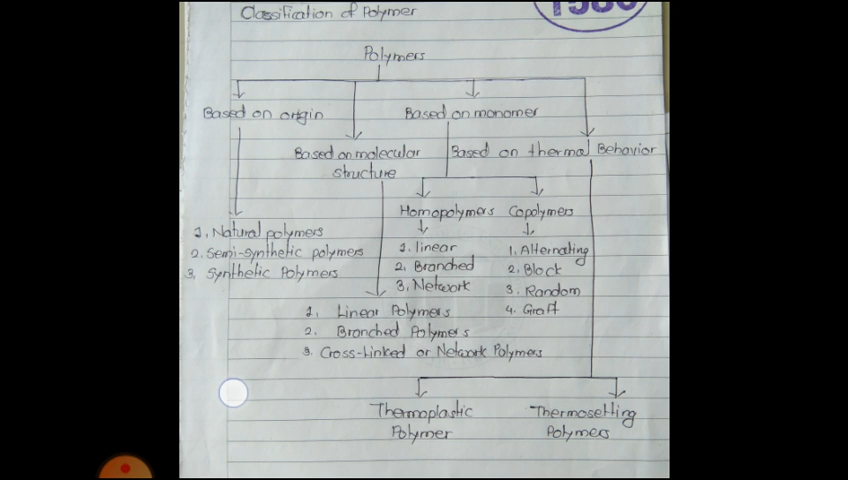 Classification of Polymer
Polymers
Based on origin
Based on monomer
Based on molecular structure
Based on thermal Behavior
Homopolymers
Copolymers
1. Natural polymers
2. Semi-synthetic polymers
3. Synthetic Polymers
1. linear
2. Branched
3. Network
1. Alternating
2. Block
3. Random
4. Graft
1. Linear Polymers
2. Branched Polymers
3. Cross-Linked or Network Polymers
Thermoplastic
Polymer
Thermosetting
Polymers